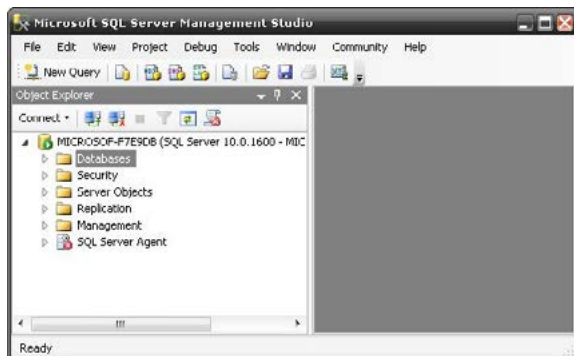 Microsoft SQL Server Management Studio
File Edit View Project Debug Tools Window Community Help
New Query
Object Explorer
Connect
MICROSOF-F7E9DB (SQL Server 10.0.1600 - MIC
Databases
Security
Server Objects
Replication
Management
SQL Server Agent
Ready